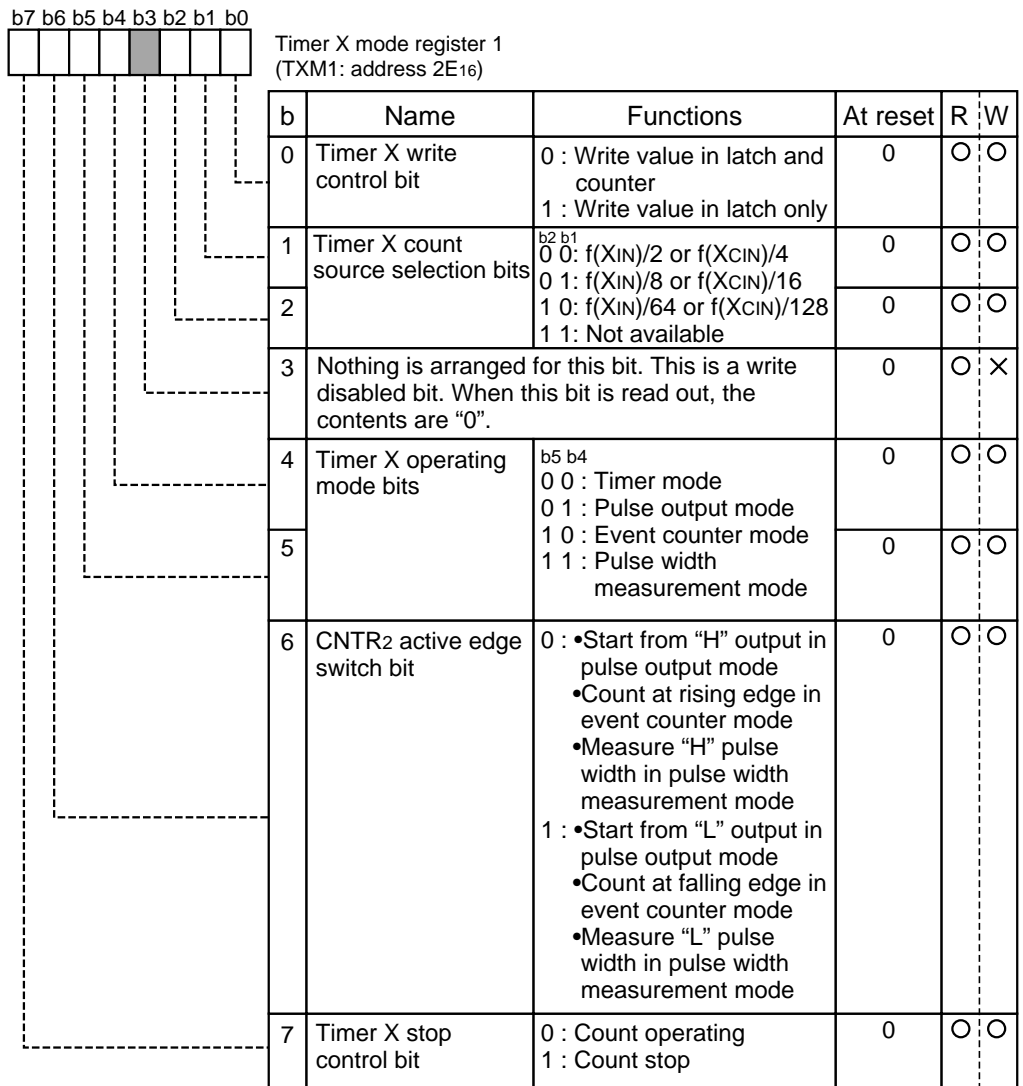 b7 b6 b5 b4 b3 b2 b1 b0
Timer X mode register 1
(TXM1: address 2E16)
b Name Functions At reset R W
0 Timer X write control bit
0 : Write value in latch and
counter
1 : Write value in latch only
0 O O
1 Timer X count
source selection bits
b2 b1
0 0: f(XIN)/2 or f(XCIN)/4
0 1: f(XIN)/8 or f(XCIN)/16
1 0: f(XIN)/64 or f(XCIN)/128
1 1: Not available
0 O O
2
0 O O
3 Nothing is arranged for this bit. This is a write
disabled bit. When this bit is read out, the
contents are “0”.
0 O ×
4 Timer X operating
mode bits
b5 b4
0 0 : Timer mode
0 1 : Pulse output mode
1 0 : Event counter mode
1 1 : Pulse width
measurement mode
0 O O
5
0 O O
6 CNTR2 active edge
switch bit
0 : •Start from “H” output in
pulse output mode
•Count at rising edge in
event counter mode
•Measure “H” pulse
width in pulse width
measurement mode
1 : •Start from “L” output in
pulse output mode
•Count at falling edge in
event counter mode
•Measure “L” pulse
width in pulse width
measurement mode
0 O O
7 Timer X stop
control bit
0 : Count operating
1 : Count stop
0 O O